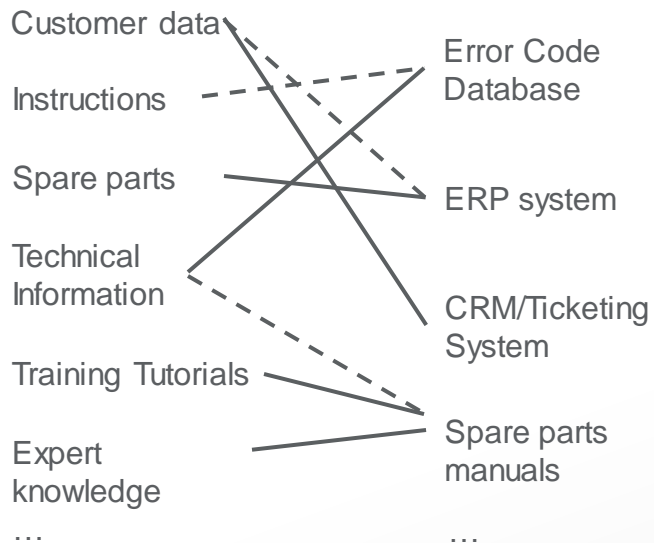 Customer data
Instructions
Spare parts
Technical
Information
Training Tutorials
Expert
knowledge
...
Error Code
Database
ERP system
CRM/Ticketing
System
Spare parts
manuals
...